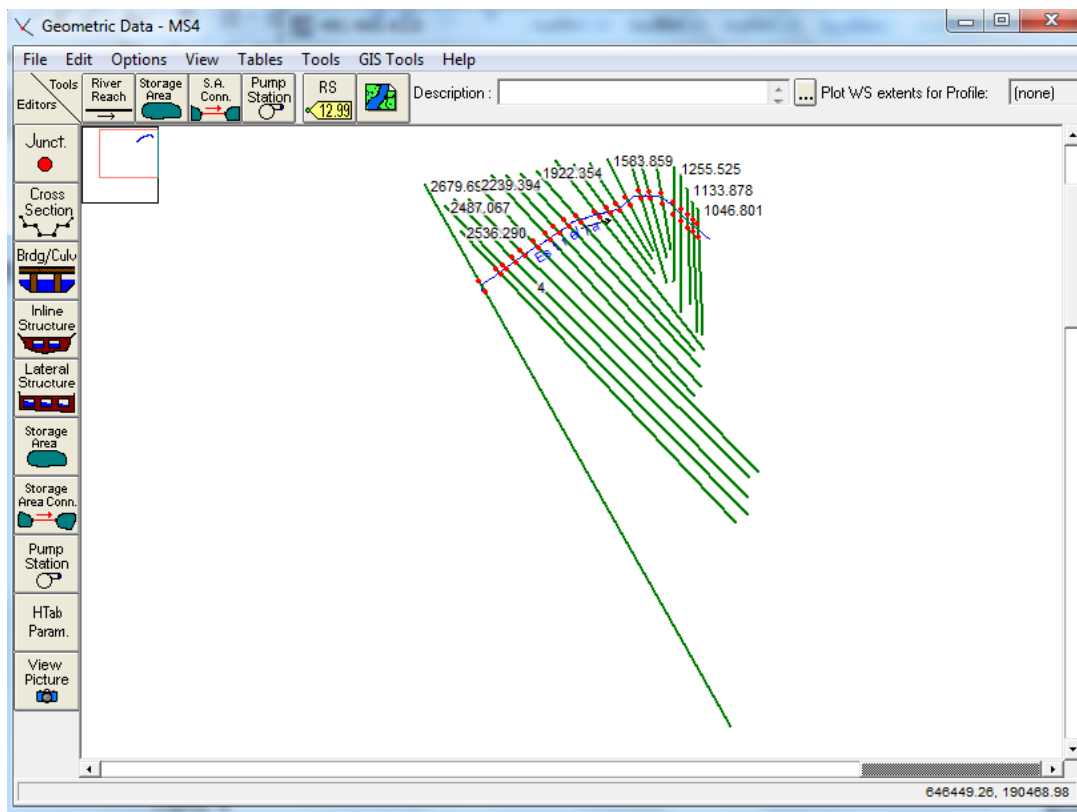 Geometric Data - MS4
File Edit Options View Tables Tools GIS Tools Help
Tools
Editors
River
Reach
Storage
Area
S.A.
Conn.
Pump
Station
RS
12.99
Description :
...
Plot WS extents for Profile:
(none)
Junct.
Cross
Section
Brdg/Culv
Inline
Structure
Lateral
Structure
Storage
Area
Storage
Area Conn.
Pump
Station
HTab
Param.
View
Picture
1583.859
1922.354
1255.525
2239.394
1133.878
2487.067
1046.801
2536.290
4
646449.26, 190468.98